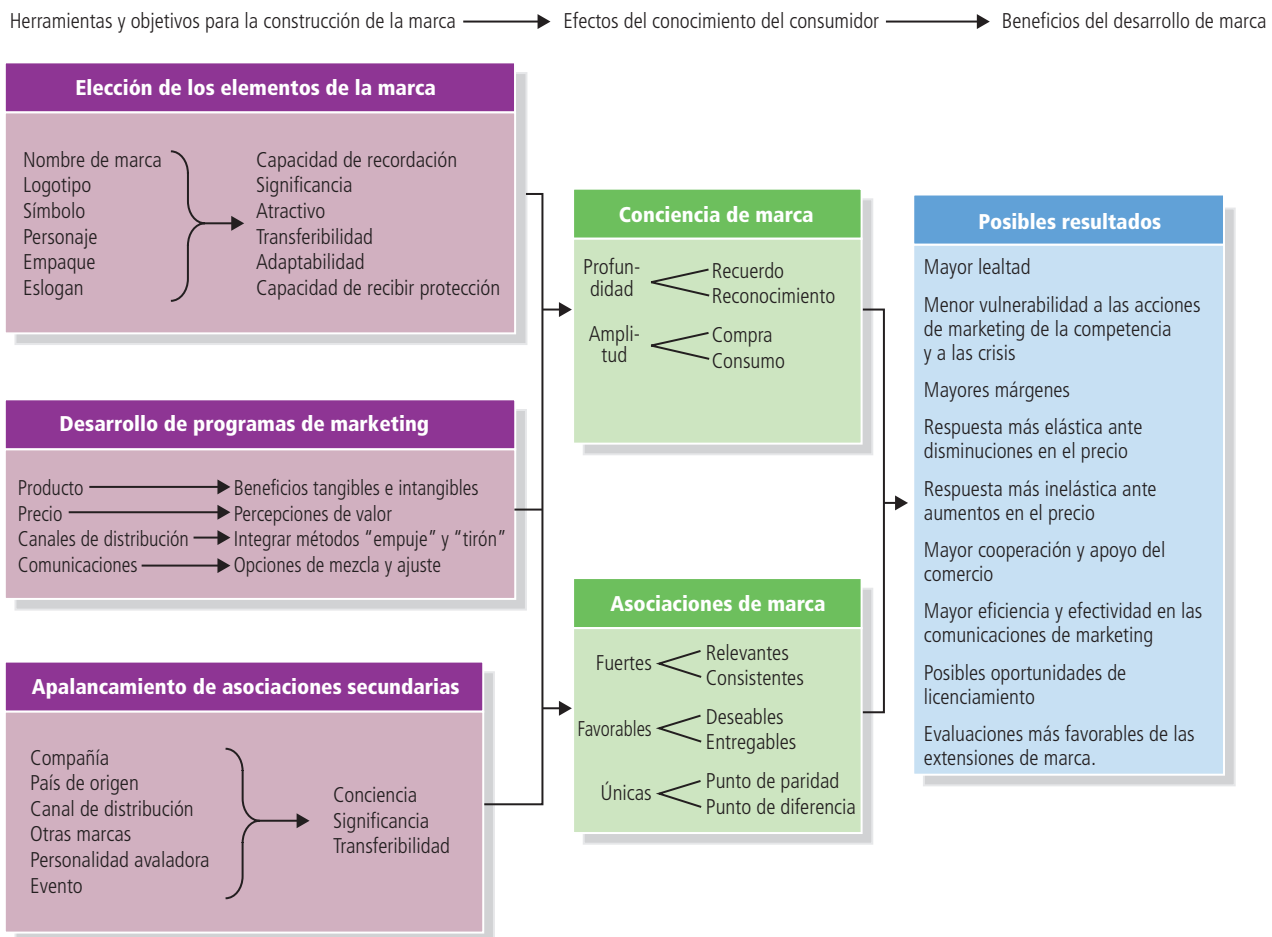 Herramientas y objetivos para la construcción de la marca
Efectos del conocimiento del consumidor
Beneficios del desarrollo de marca
Elección de los elementos de la marca
Nombre de marca
Logotipo
Símbolo
Personaje
Empaque
Eslogan
Capacidad de recordación
Significancia
Atractivo
Transferibilidad
Adaptabilidad
Capacidad de recibir protección
Desarrollo de programas de marketing
Producto
Beneficios tangibles e intangibles
Precio
Percepciones de valor
Canales de distribución
Integrar métodos “empuje” y “tirón”
Comunicaciones
Opciones de mezcla y ajuste
Apalancamiento de asociaciones secundarias
Compañía
País de origen
Canal de distribución
Otras marcas
Personalidad avaladora
Evento
Conciencia
Significancia
Transferibilidad
Conciencia de marca
Profun-
didad
Recuerdo
Reconocimiento
Ampli-
tud
Compra
Consumo
Asociaciones de marca
Fuertes
Relevantes
Consistentes
Favorables
Deseables
Entregables
Únicas
Punto de paridad
Punto de diferencia
Posibles resultados
Mayor lealtad
Menor vulnerabilidad a las acciones
de marketing de la competencia
y a las crisis
Mayores márgenes
Respuesta más elástica ante
disminuciones en el precio
Respuesta más inelástica ante
aumentos en el precio
Mayor cooperación y apoyo del
comercio
Mayor eficiencia y efectividad en las
comunicaciones de marketing
Posibles oportunidades de
licenciamiento
Evaluaciones más favorables de las
extensiones de marca.